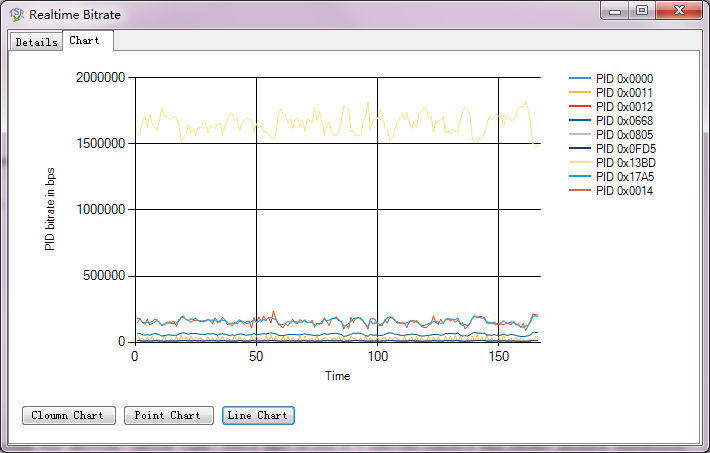 Realtime Bitrate
Details Chart
2000000
1500000
1000000
500000
0
PID bitrate in bps
0 50 100 150
Time
PID 0x0000
PID 0x0011
PID 0x0012
PID 0x0668
PID 0x0805
PID 0x0FD5
PID 0x13BD
PID 0x17A5
PID 0x0014
Cloumn Chart Point Chart Line Chart